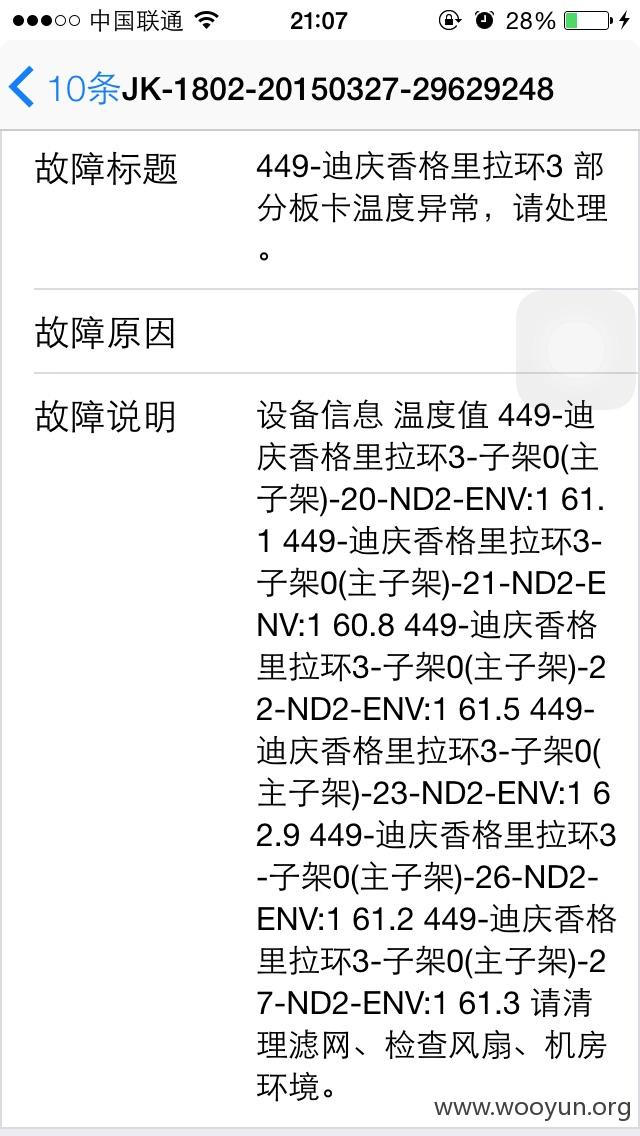 中国联通 21:07 28%
10条JK-1802-20150327-29629248
故障标题 449-迪庆香格里拉环3 部
分板卡温度异常，请处理
。
故障原因
故障说明 设备信息 温度值 449-迪
庆香格里拉环3-子架0(主
子架)-20-ND2-ENV:1 61.
1 449-迪庆香格里拉环3-
子架0(主子架)-21-ND2-E
NV:1 60.8 449-迪庆香格
里拉环3-子架0(主子架)-2
2-ND2-ENV:1 61.5 449-
迪庆香格里拉环3-子架0(
主子架)-23-ND2-ENV:1 6
2.9 449-迪庆香格里拉环3
-子架0(主子架)-26-ND2-
ENV:1 61.2 449-迪庆香格
里拉环3-子架0(主子架)-2
7-ND2-ENV:1 61.3 请清
理滤网、检查风扇、机房
环境。
www.wooyun.org